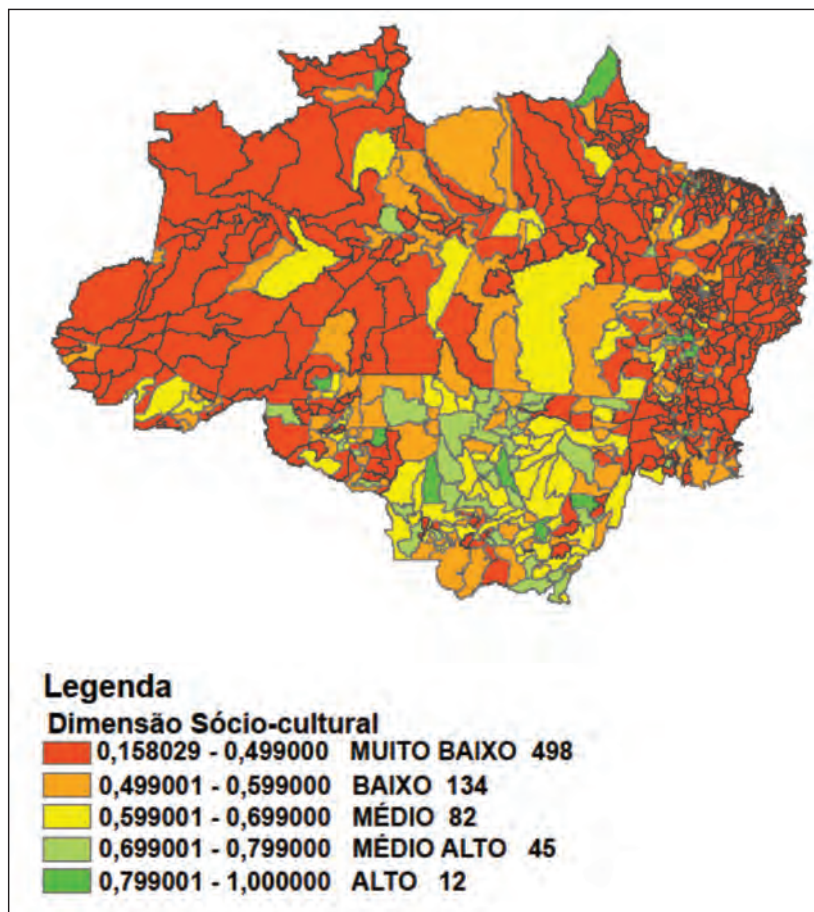 Legenda
Dimensão Sócio-cultural
0,158029 - 0,499000 MUITO BAIXO 498
0,499001 - 0,599000 BAIXO 134
0,599001 - 0,699000 MÉDIO 82
0,699001 - 0,799000 MÉDIO ALTO 45
0,799001 - 1,000000 ALTO 12